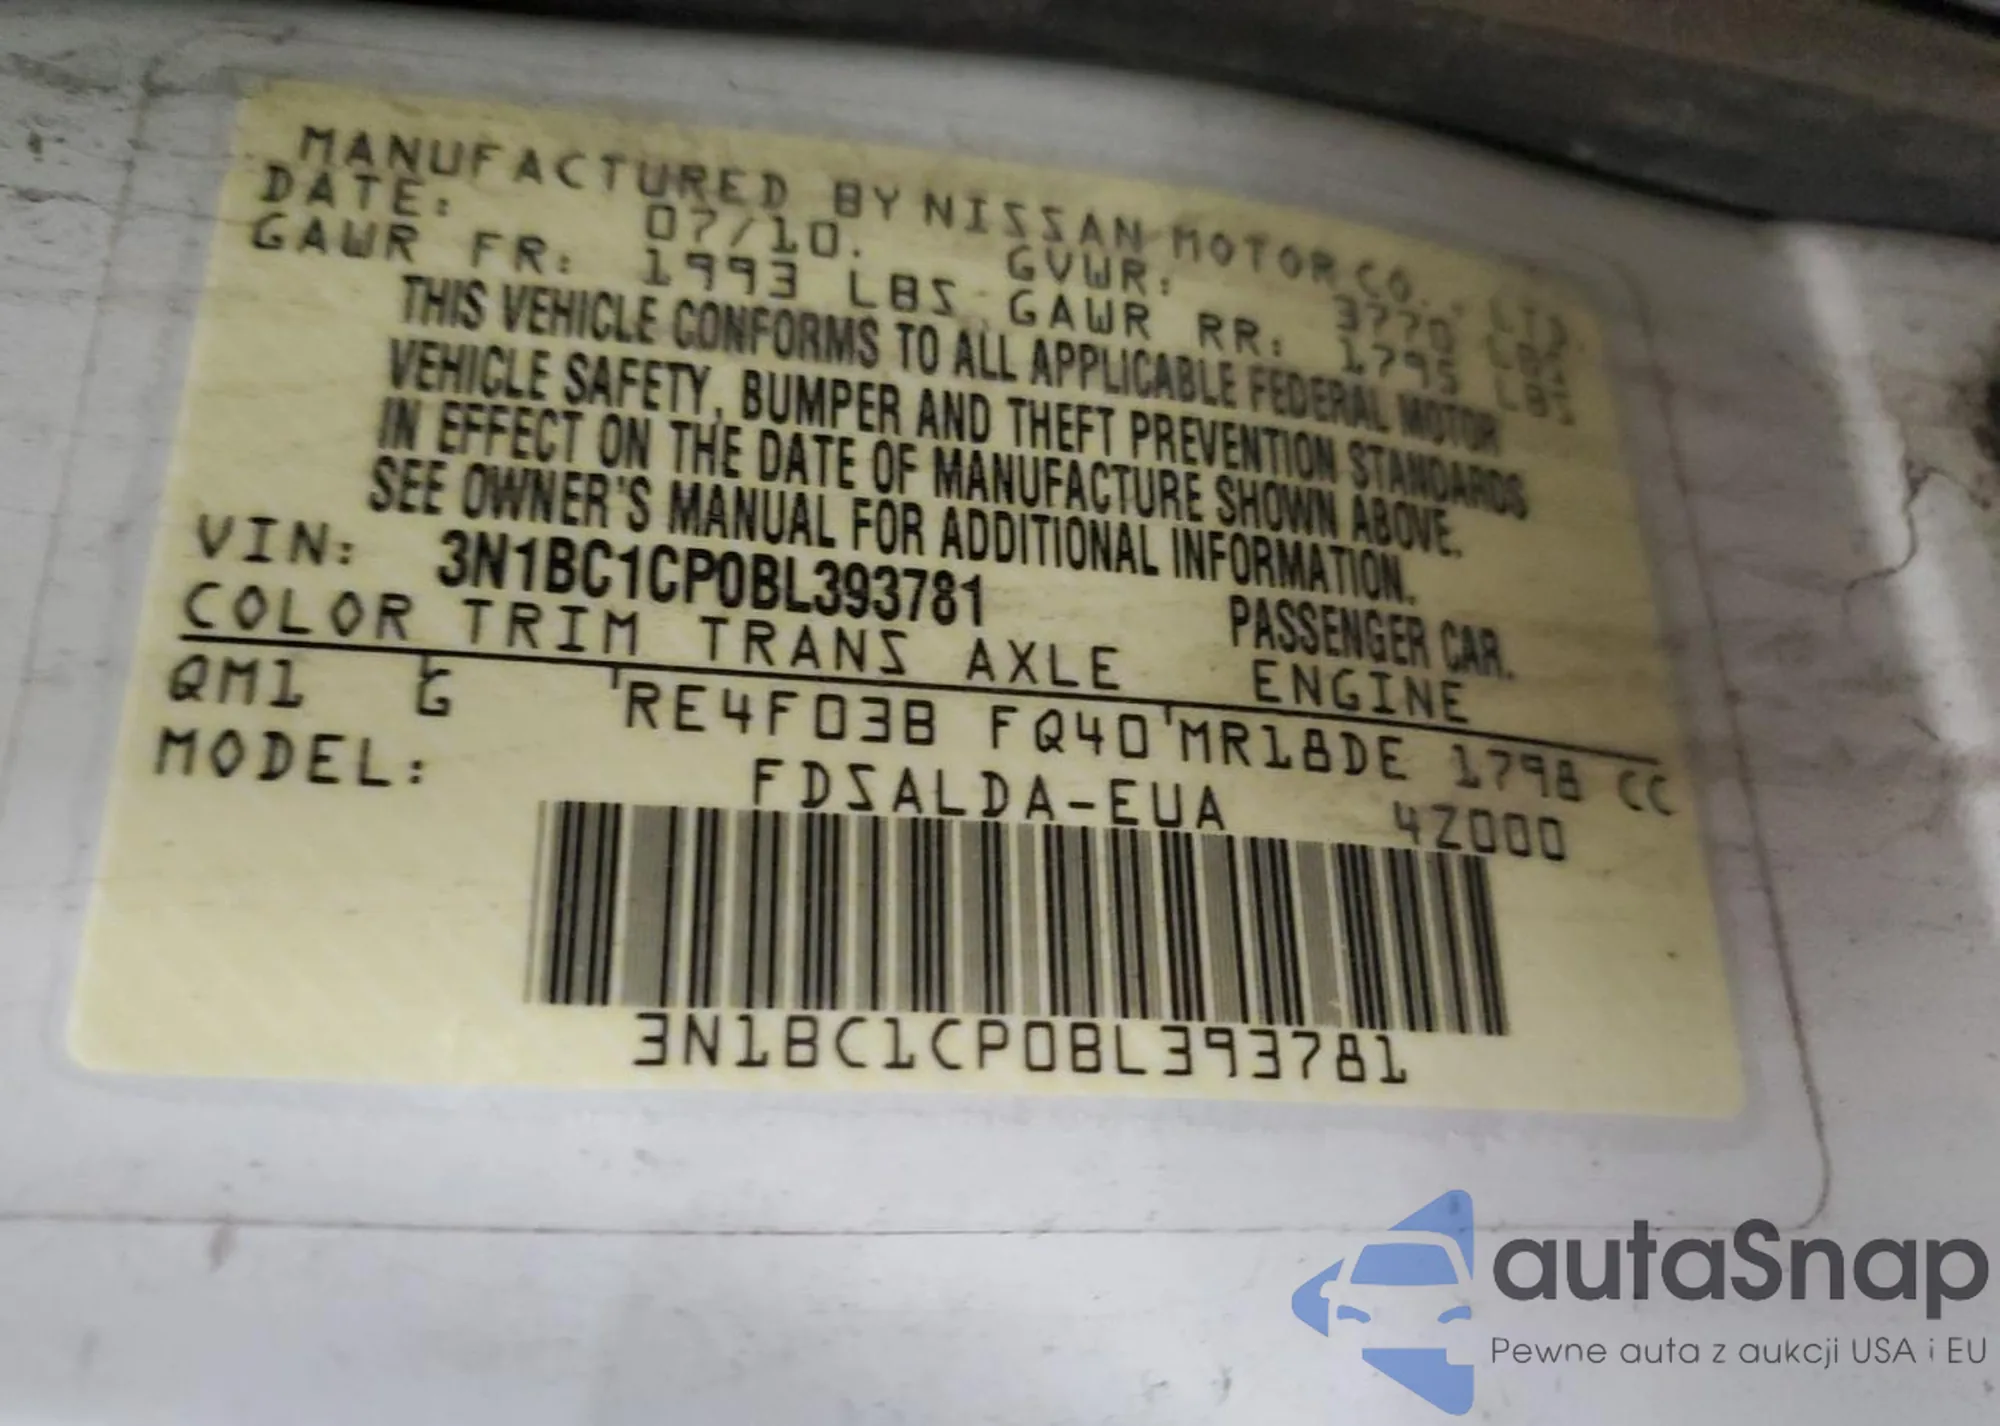 MANUFACTURED BY NISSAN MOTOR CO., LTD.
DATE: 07/10. GVWR: 3770 LBS
GAWR FR: 1993 LBS. GAWR RR: 1795 LBS
THIS VEHICLE CONFORMS TO ALL APPLICABLE FEDERAL MOTOR
VEHICLE SAFETY, BUMPER AND THEFT PREVENTION STANDARDS
IN EFFECT ON THE DATE OF MANUFACTURE SHOWN ABOVE.
SEE OWNER'S MANUAL FOR ADDITIONAL INFORMATION.
VIN: 3N1BC1CP0BL393781 PASSENGER CAR.
COLOR TRIM TRANS AXLE ENGINE
QM1 G RE4F03B FQ40 MR18DE 1798 CC
MODEL: FDSALDA-EUA 4Z000
3N1BC1CP0BL393781
autaSnap
Pewne auta z aukcji USA i EU